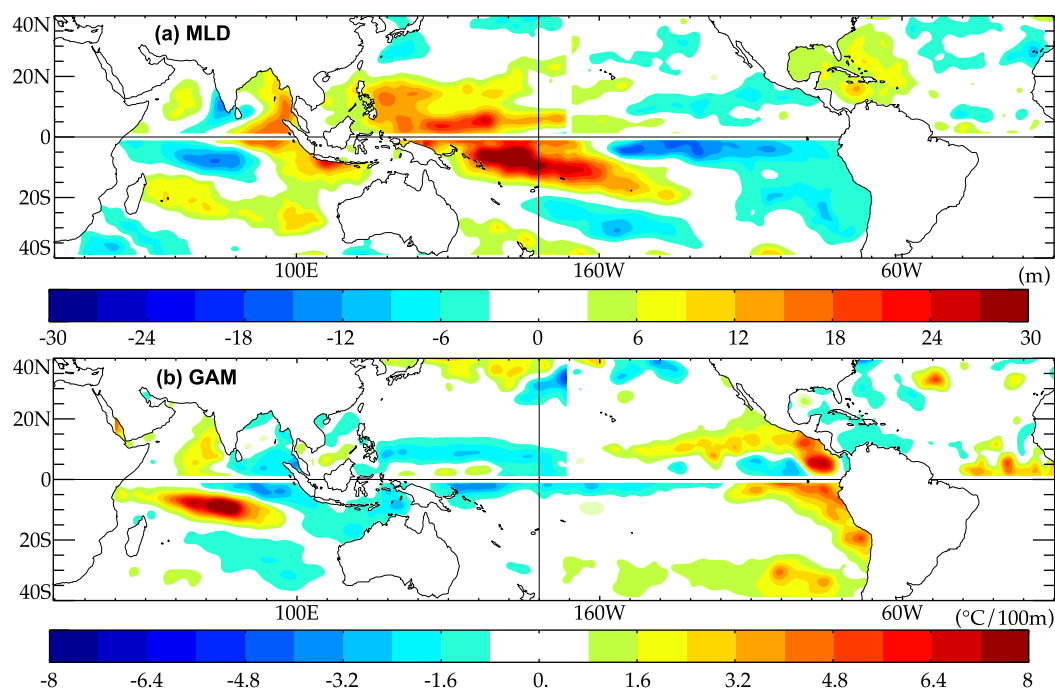 40N
(a) MLD
20N
0
20S
40S
100E
160W
60W
(m)
-30 -24 -18 -12 -6 0 6 12 18 24 30
40N
(b) GAM
20N
0
20S
40S
100E
160W
60W
(°C/100m)
-8 -6.4 -4.8 -3.2 -1.6 0. 1.6 3.2 4.8 6.4 8